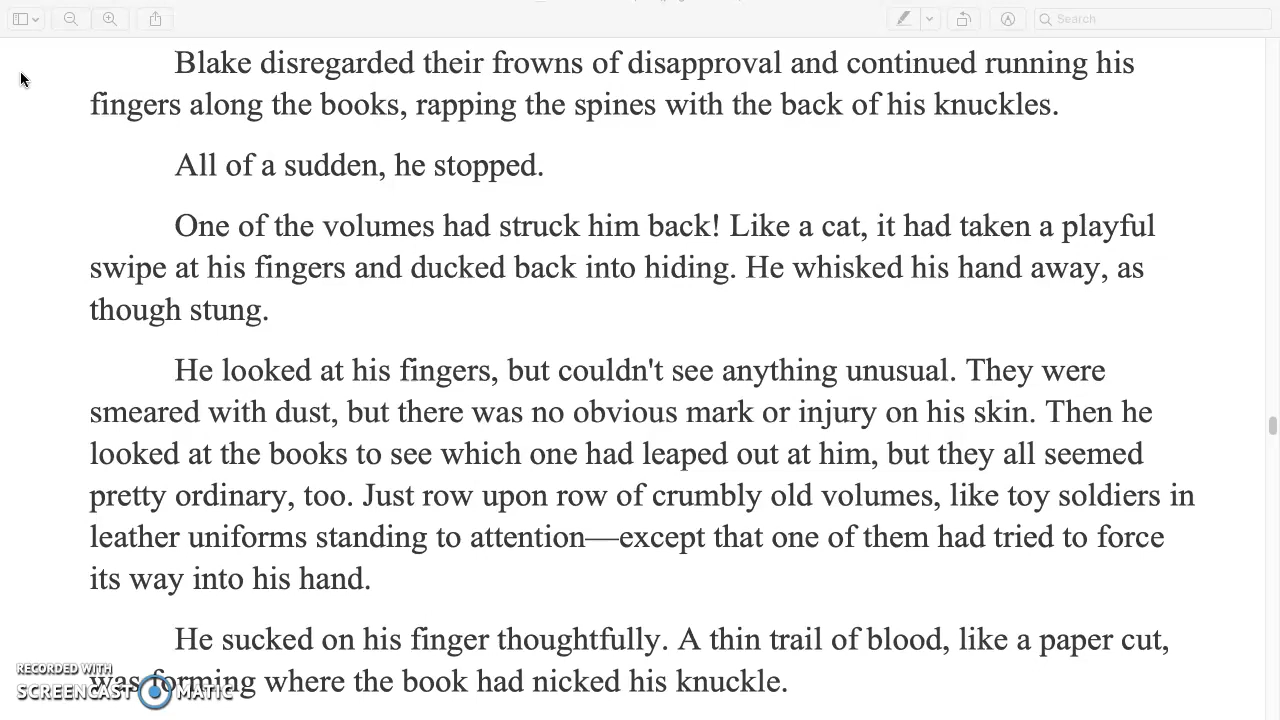 Search
Blake disregarded their frowns of disapproval and continued running his
fingers along the books, rapping the spines with the back of his knuckles.
All of a sudden, he stopped.
One of the volumes had struck him back! Like a cat, it had taken a playful
swipe at his fingers and ducked back into hiding. He whisked his hand away, as
though stung.
He looked at his fingers, but couldn't see anything unusual. They were
smeared with dust, but there was no obvious mark or injury on his skin. Then he
looked at the books to see which one had leaped out at him, but they all seemed
pretty ordinary, too. Just row upon row of crumbly old volumes, like toy soldiers in
leather uniforms standing to attention—except that one of them had tried to force
its way into his hand.
He sucked on his finger thoughtfully. A thin trail of blood, like a paper cut,
was forming where the book had nicked his knuckle.
RECORDED WITH
SCREENCAST MATIC